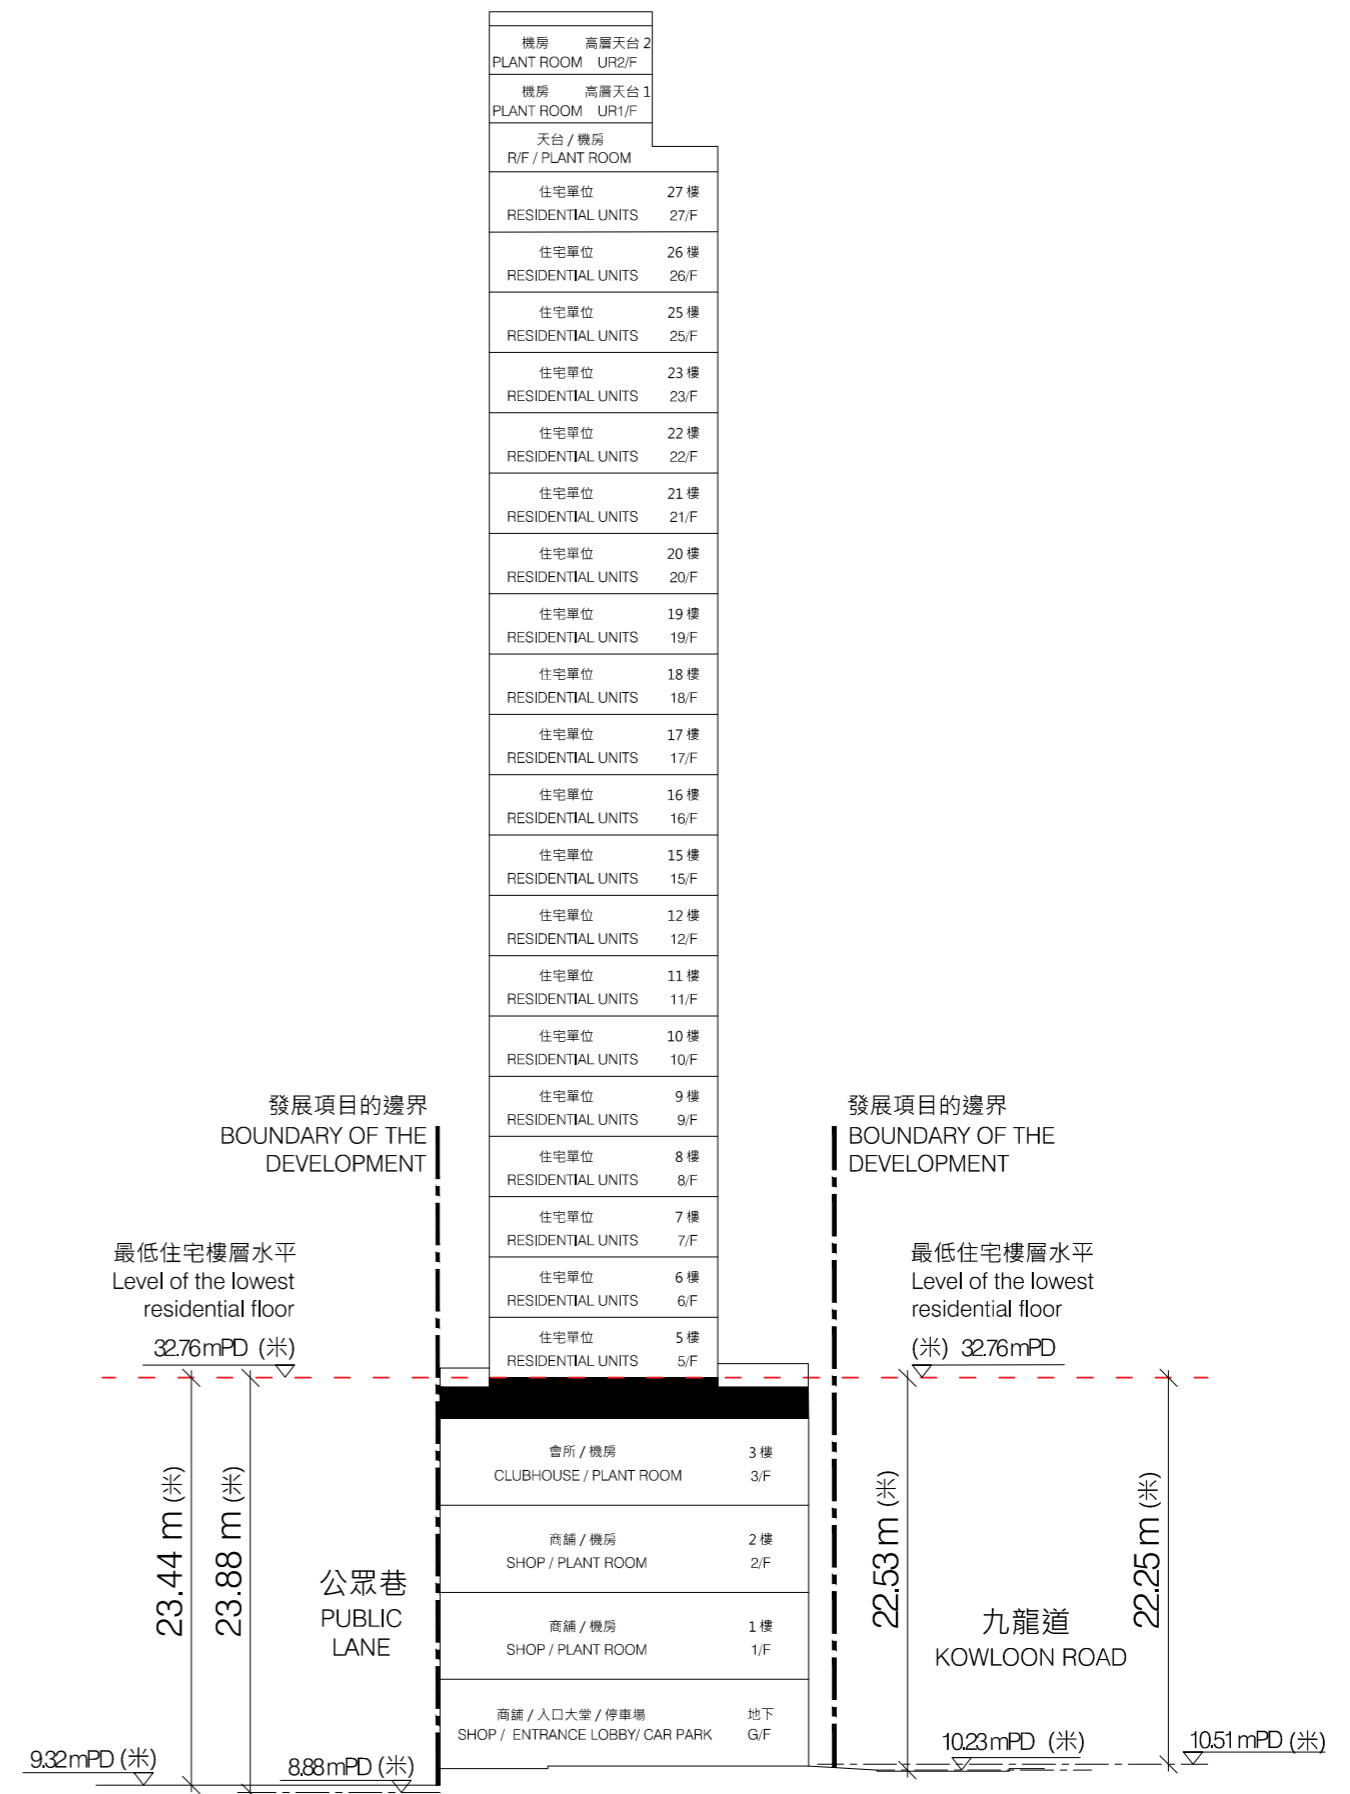 機房 高層天台 2
PLANT ROOM UR2/F
機房 高層天台 1
PLANT ROOM UR1/F
天台 / 機房
R/F / PLANT ROOM
住宅單位 27 樓
RESIDENTIAL UNITS 27/F
住宅單位 26 樓
RESIDENTIAL UNITS 26/F
住宅單位 25 樓
RESIDENTIAL UNITS 25/F
住宅單位 23 樓
RESIDENTIAL UNITS 23/F
住宅單位 22 樓
RESIDENTIAL UNITS 22/F
住宅單位 21 樓
RESIDENTIAL UNITS 21/F
住宅單位 20 樓
RESIDENTIAL UNITS 20/F
住宅單位 19 樓
RESIDENTIAL UNITS 19/F
住宅單位 18 樓
RESIDENTIAL UNITS 18/F
住宅單位 17 樓
RESIDENTIAL UNITS 17/F
住宅單位 16 樓
RESIDENTIAL UNITS 16/F
住宅單位 15 樓
RESIDENTIAL UNITS 15/F
住宅單位 12 樓
RESIDENTIAL UNITS 12/F
住宅單位 11 樓
RESIDENTIAL UNITS 11/F
住宅單位 10 樓
RESIDENTIAL UNITS 10/F
住宅單位 9 樓
RESIDENTIAL UNITS 9/F
住宅單位 8 樓
RESIDENTIAL UNITS 8/F
住宅單位 7 樓
RESIDENTIAL UNITS 7/F
住宅單位 6 樓
RESIDENTIAL UNITS 6/F
住宅單位 5 樓
RESIDENTIAL UNITS 5/F
發展項目的邊界
BOUNDARY OF THE
DEVELOPMENT
發展項目的邊界
BOUNDARY OF THE
DEVELOPMENT
最低住宅樓層水平
Level of the lowest
residential floor
32.76mPD (米)
最低住宅樓層水平
Level of the lowest
residential floor
(米) 32.76mPD
會所 / 機房 3 樓
CLUBHOUSE / PLANT ROOM 3/F
商舖 / 機房 2 樓
SHOP / PLANT ROOM 2/F
商舖 / 機房 1 樓
SHOP / PLANT ROOM 1/F
商舖 / 入口大堂 / 停車場 地下
SHOP / ENTRANCE LOBBY/ CAR PARK G/F
23.44 m (米)
23.88 m (米)
公眾巷
PUBLIC
LANE
22.53m (米)
九龍道
KOWLOON ROAD
22.25m (米)
9.32mPD (米)
8.88mPD (米)
10.23mPD (米)
10.51mPD (米)